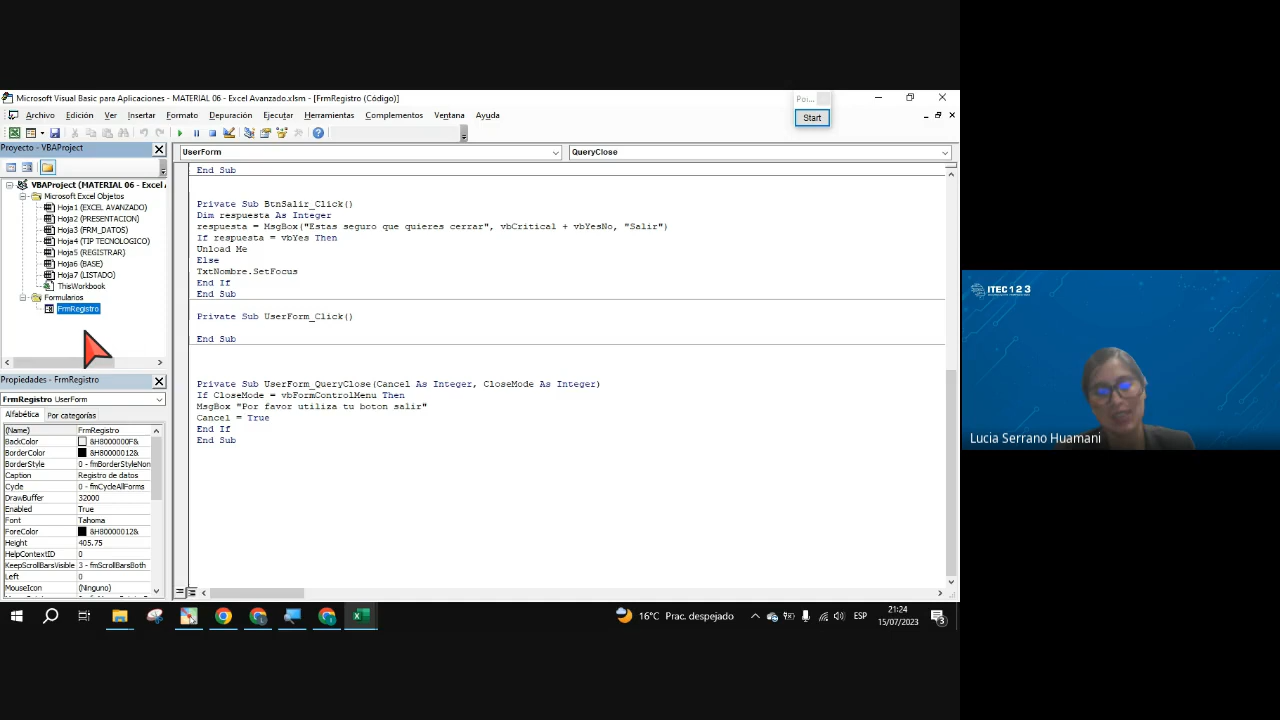 Microsoft Visual Basic para Aplicaciones - MATERIAL 06 - Excel Avanzado.xlsm - [FrmRegistro (Código)]
Archivo Edición Ver Insertar Formato Depuración Ejecutar Herramientas Complementos Ventana Ayuda
Start
Proyecto - VBAProject
VBAProject (MATERIAL 06 - Excel
Microsoft Excel Objetos
Hoja1 (EXCEL AVANZADO)
Hoja2 (PRESENTACION)
Hoja3 (FRM_DATOS)
Hoja4 (TIP TECNOLOGICO)
Hoja5 (REGISTRAR)
Hoja6 (BASE)
Hoja7 (LISTADO)
ThisWorkbook
Formularios
FrmRegistro
Propiedades - FrmRegistro
FrmRegistro UserForm
Alfabética Por categorías
(Name) FrmRegistro
BackColor &H8000000F&
BorderColor &H80000012&
BorderStyle 0 - fmBorderStyleNon
Caption Registro de datos
Cycle 0 - fmCycleAllForms
DrawBuffer 32000
Enabled True
Font Tahoma
ForeColor &H80000012&
Height 405.75
HelpContextID 0
KeepScrollBarsVisible 3 - fmScrollBarsBoth
Left 0
MouseIcon (Ninguno)
UserForm QueryClose
End Sub
Private Sub BtnSalir_Click()
Dim respuesta As Integer
respuesta = MsgBox("Estas seguro que quieres cerrar", vbCritical + vbYesNo, "Salir")
If respuesta = vbYes Then
Unload Me
Else
TxtNombre.SetFocus
End If
End Sub
Private Sub UserForm_Click()
End Sub
Private Sub UserForm_QueryClose(Cancel As Integer, CloseMode As Integer)
If CloseMode = vbFormControlMenu Then
MsgBox "Por favor utiliza tu boton salir"
Cancel = True
End If
End Sub
16°C Prac. despejado
ESP
21:24
15/07/2023
3
ITEC 1 2 3
Lucia Serrano Huamani